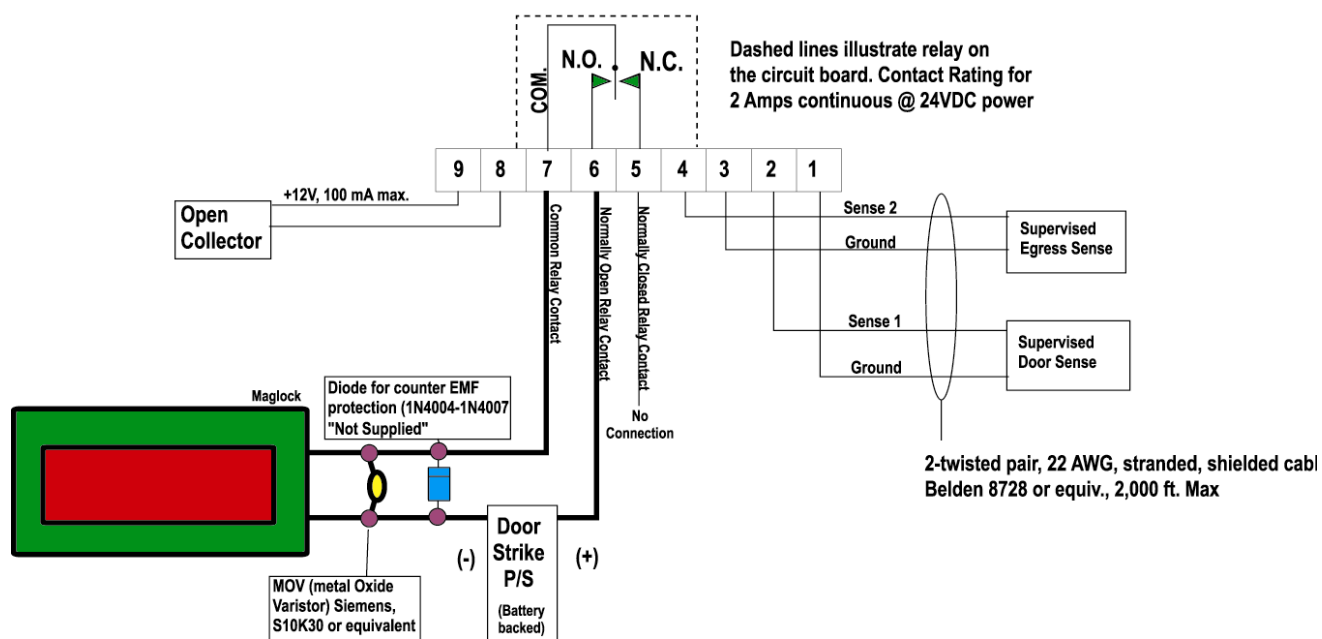 N.O.
N.C.
COM.
Dashed lines illustrate relay on
the circuit board. Contact Rating for
2 Amps continuous @ 24VDC power
9 8 7 6 5 4 3 2 1
+12V, 100 mA max.
Open
Collector
Common Relay Contact
Normally Open Relay Contact
Normally Closed Relay Contact
No
Connection
Sense 2
Ground
Supervised
Egress Sense
Sense 1
Ground
Supervised
Door Sense
Maglock
Diode for counter EMF
protection (1N4004-1N4007
"Not Supplied"
2-twisted pair, 22 AWG, stranded, shielded cabl
Belden 8728 or equiv., 2,000 ft. Max
(-)
Door
Strike
P/S
(Battery
backed)
(+)
MOV (metal Oxide
Varistor) Siemens,
S10K30 or equivalent